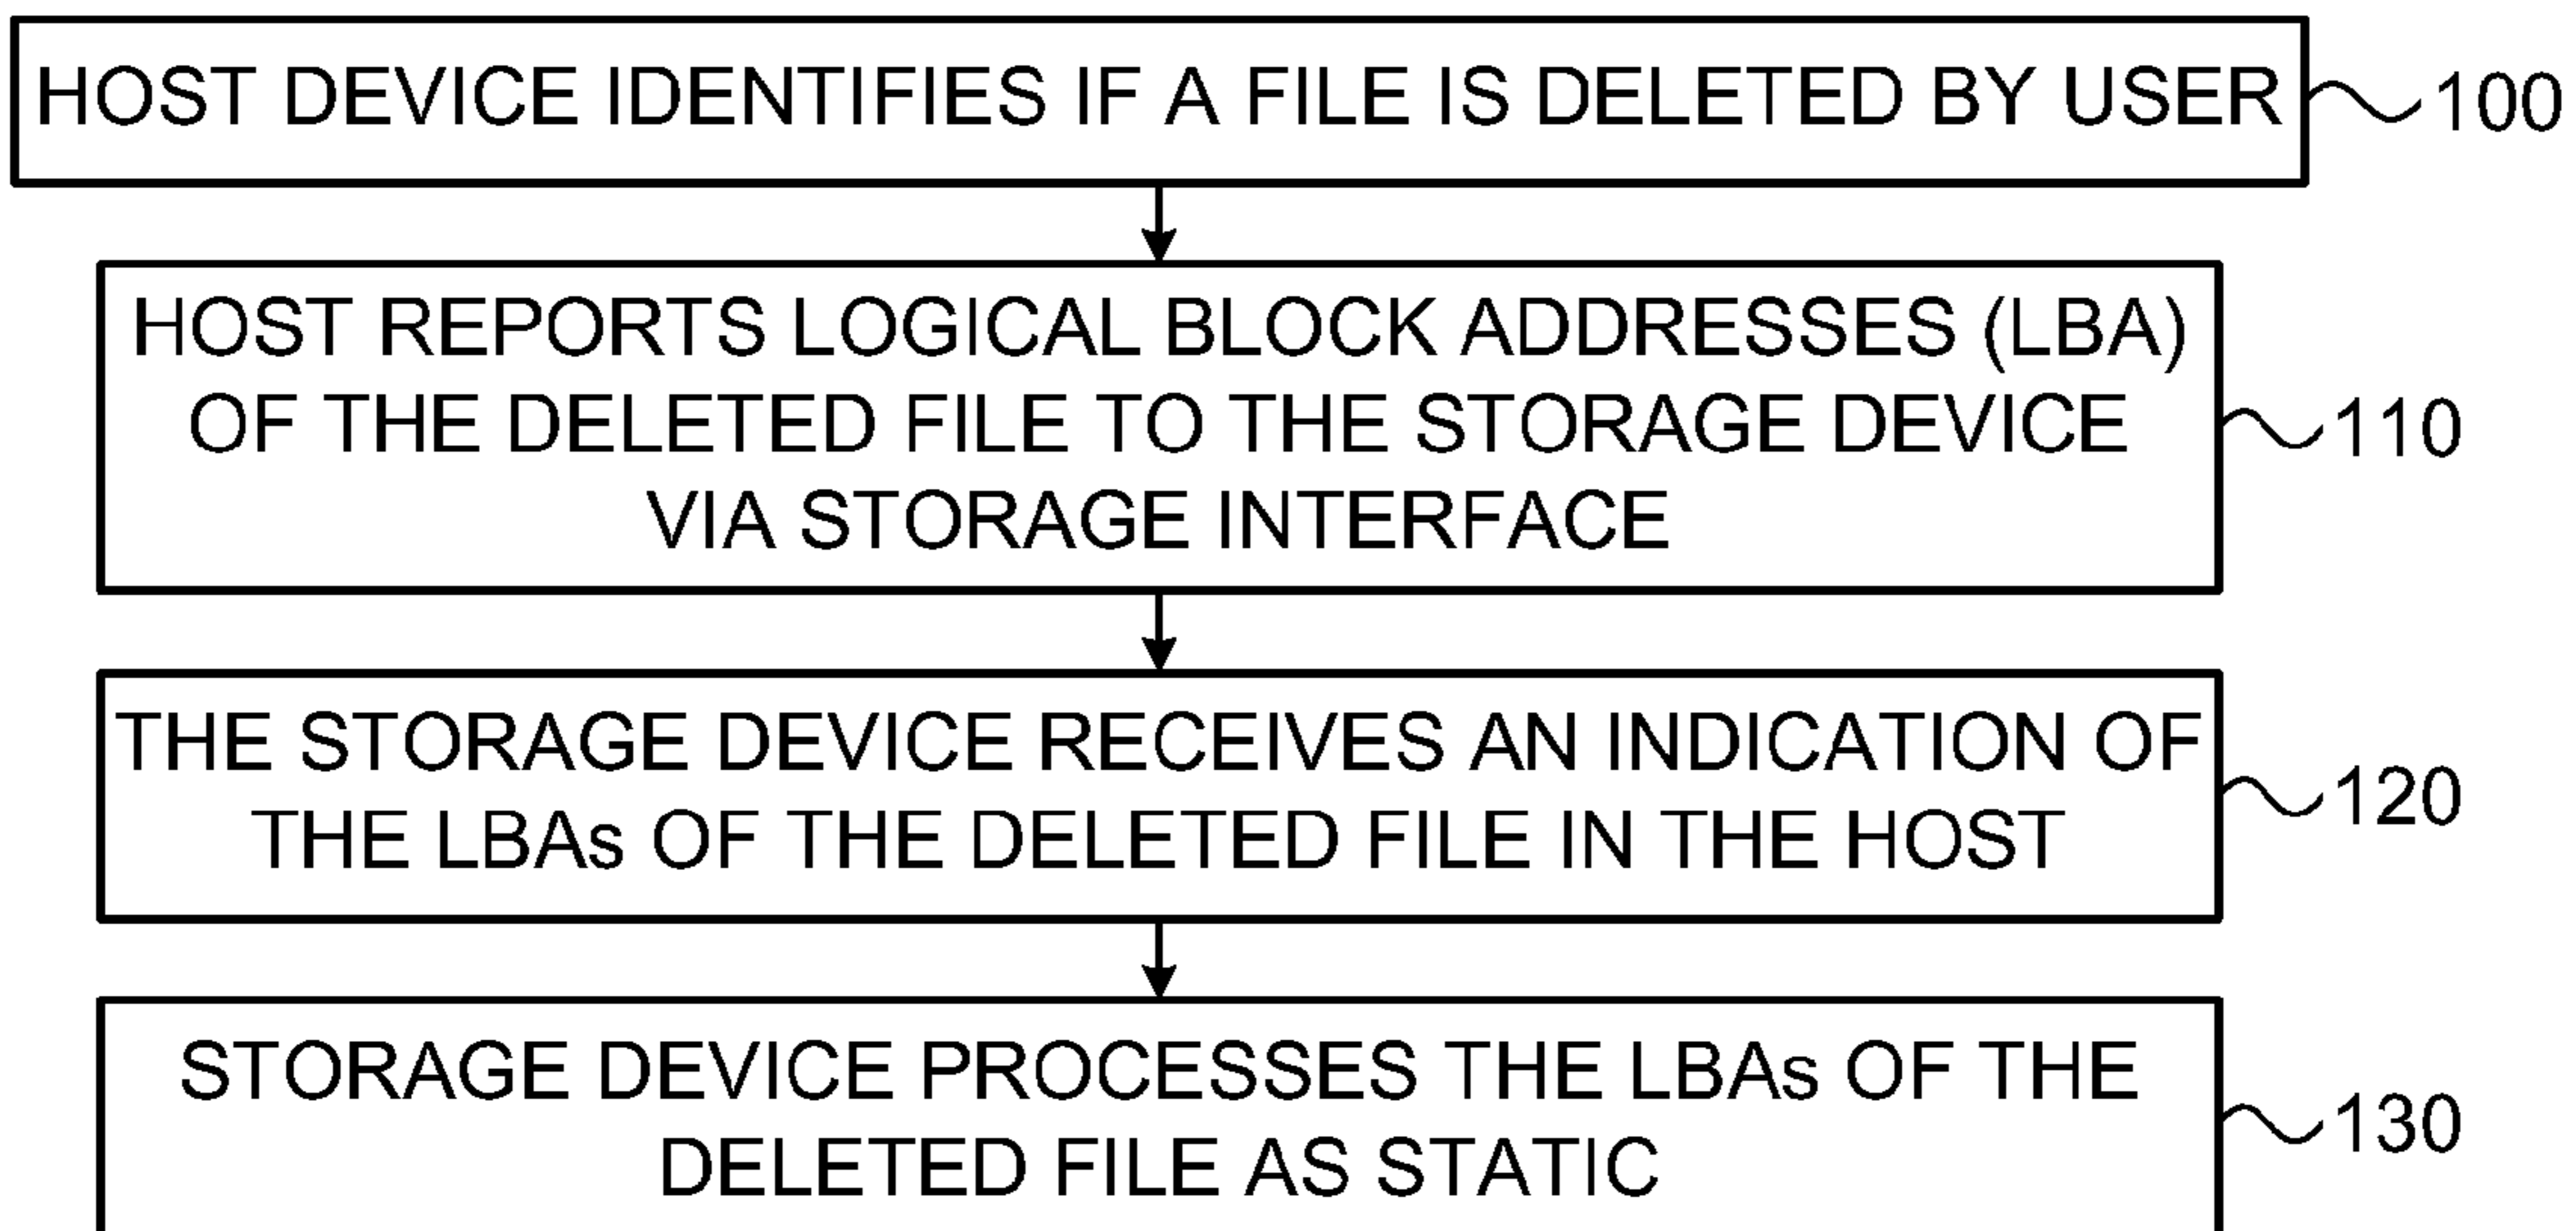 HOST DEVICE IDENTIFIES IF A FILE IS DELETED BY USER
100
HOST REPORTS LOGICAL BLOCK ADDRESSES (LBA)
OF THE DELETED FILE TO THE STORAGE DEVICE
VIA STORAGE INTERFACE
110
THE STORAGE DEVICE RECEIVES AN INDICATION OF
THE LBAs OF THE DELETED FILE IN THE HOST
120
STORAGE DEVICE PROCESSES THE LBAs OF THE
DELETED FILE AS STATIC
130